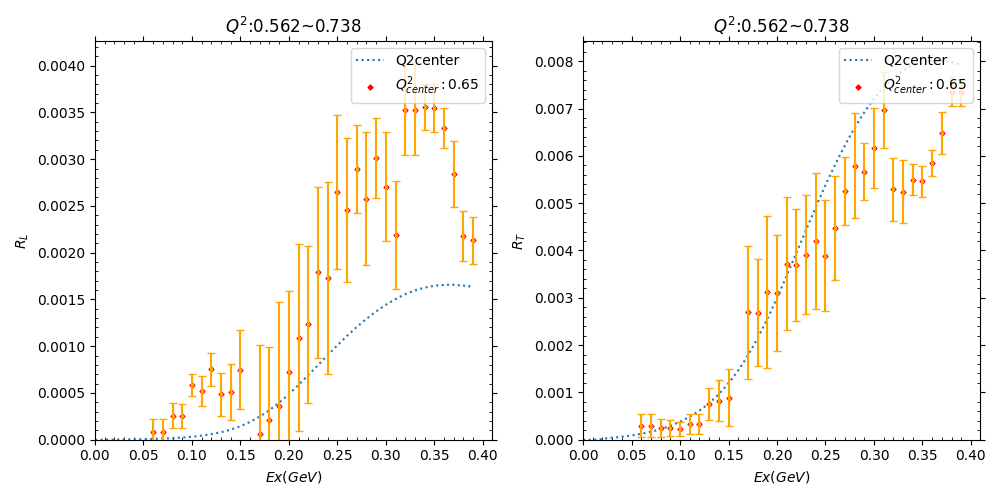 Q²:0.562~0.738
Q2center
Q²center:0.65
0.0040
0.0035
0.0030
0.0025
0.0020
0.0015
0.0010
0.0005
0.0000
R_L
0.00 0.05 0.10 0.15 0.20 0.25 0.30 0.35 0.40
Ex(GeV)
Q²:0.562~0.738
Q2center
Q²center:0.65
0.008
0.007
0.006
0.005
0.004
0.003
0.002
0.001
0.000
R_T
0.00 0.05 0.10 0.15 0.20 0.25 0.30 0.35 0.40
Ex(GeV)